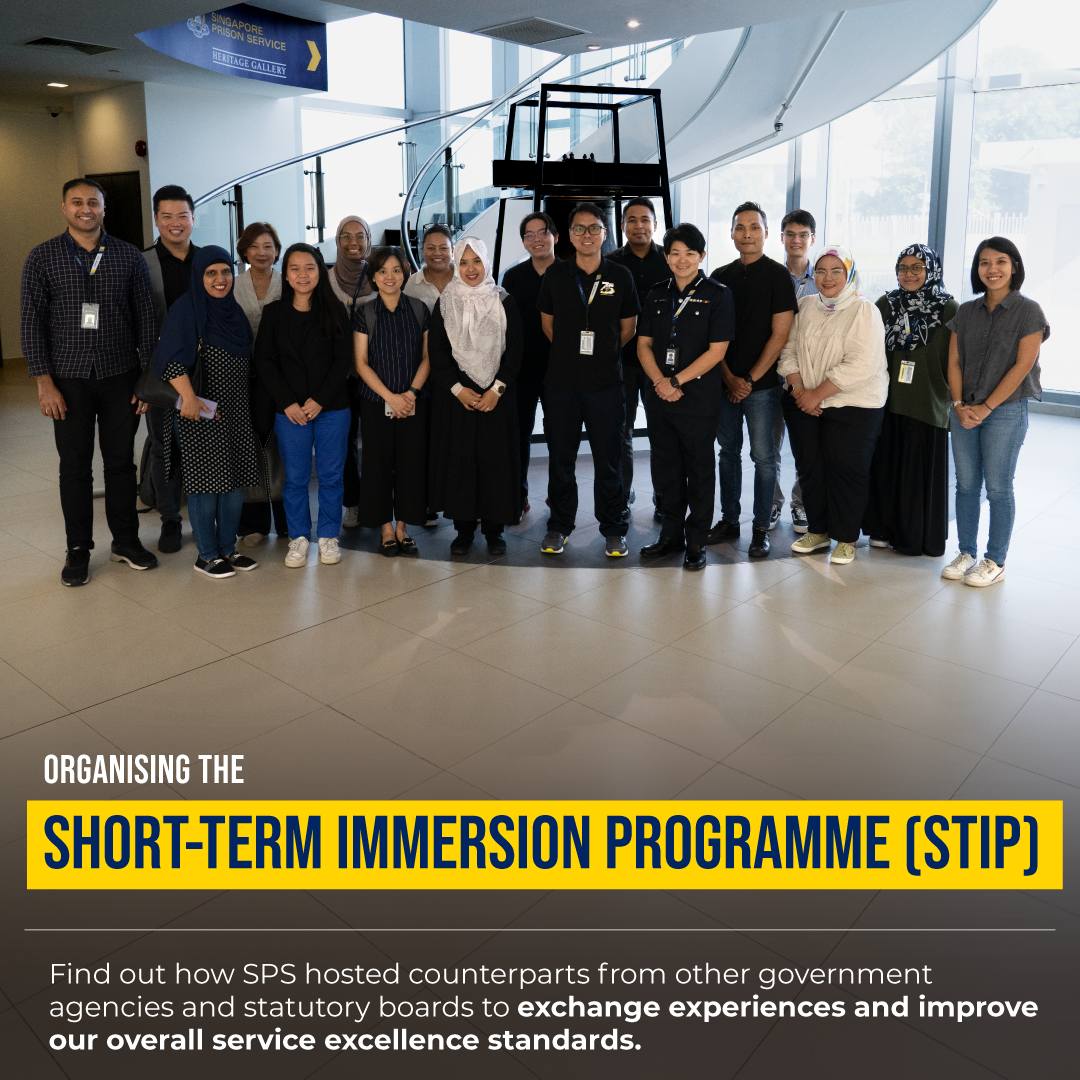 SINGAPORE
PRISON SERVICE
HERITAGE GALLERY
ORGANISING THE
SHORT-TERM IMMERSION PROGRAMME (STIP)
Find out how SPS hosted counterparts from other government
agencies and statutory boards to exchange experiences and improve
our overall service excellence standards.